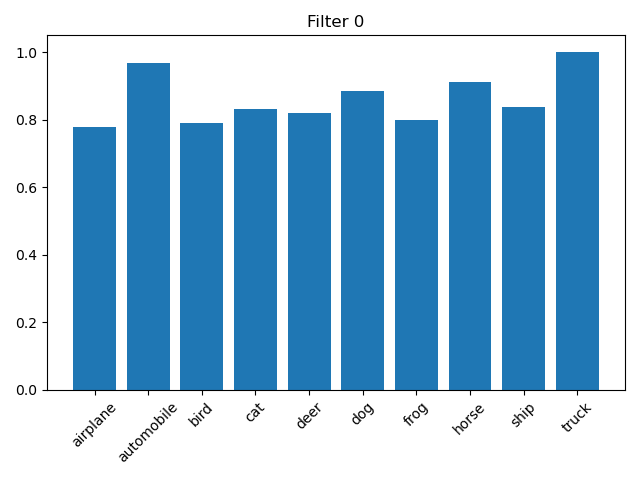 Filter 0
1.0
0.8
0.6
0.4
0.2
0.0
airplane
automobile
bird
cat
deer
dog
frog
horse
ship
truck